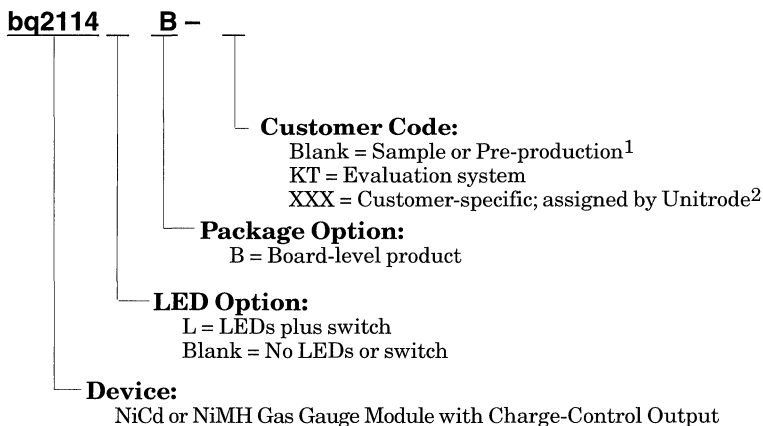 bq2114 _ B – _
Customer Code:
Blank = Sample or Pre-production1
KT = Evaluation system
XXX = Customer-specific; assigned by Unitrode2
Package Option:
B = Board-level product
LED Option:
L = LEDs plus switch
Blank = No LEDs or switch
Device:
NiCd or NiMH Gas Gauge Module with Charge-Control Output